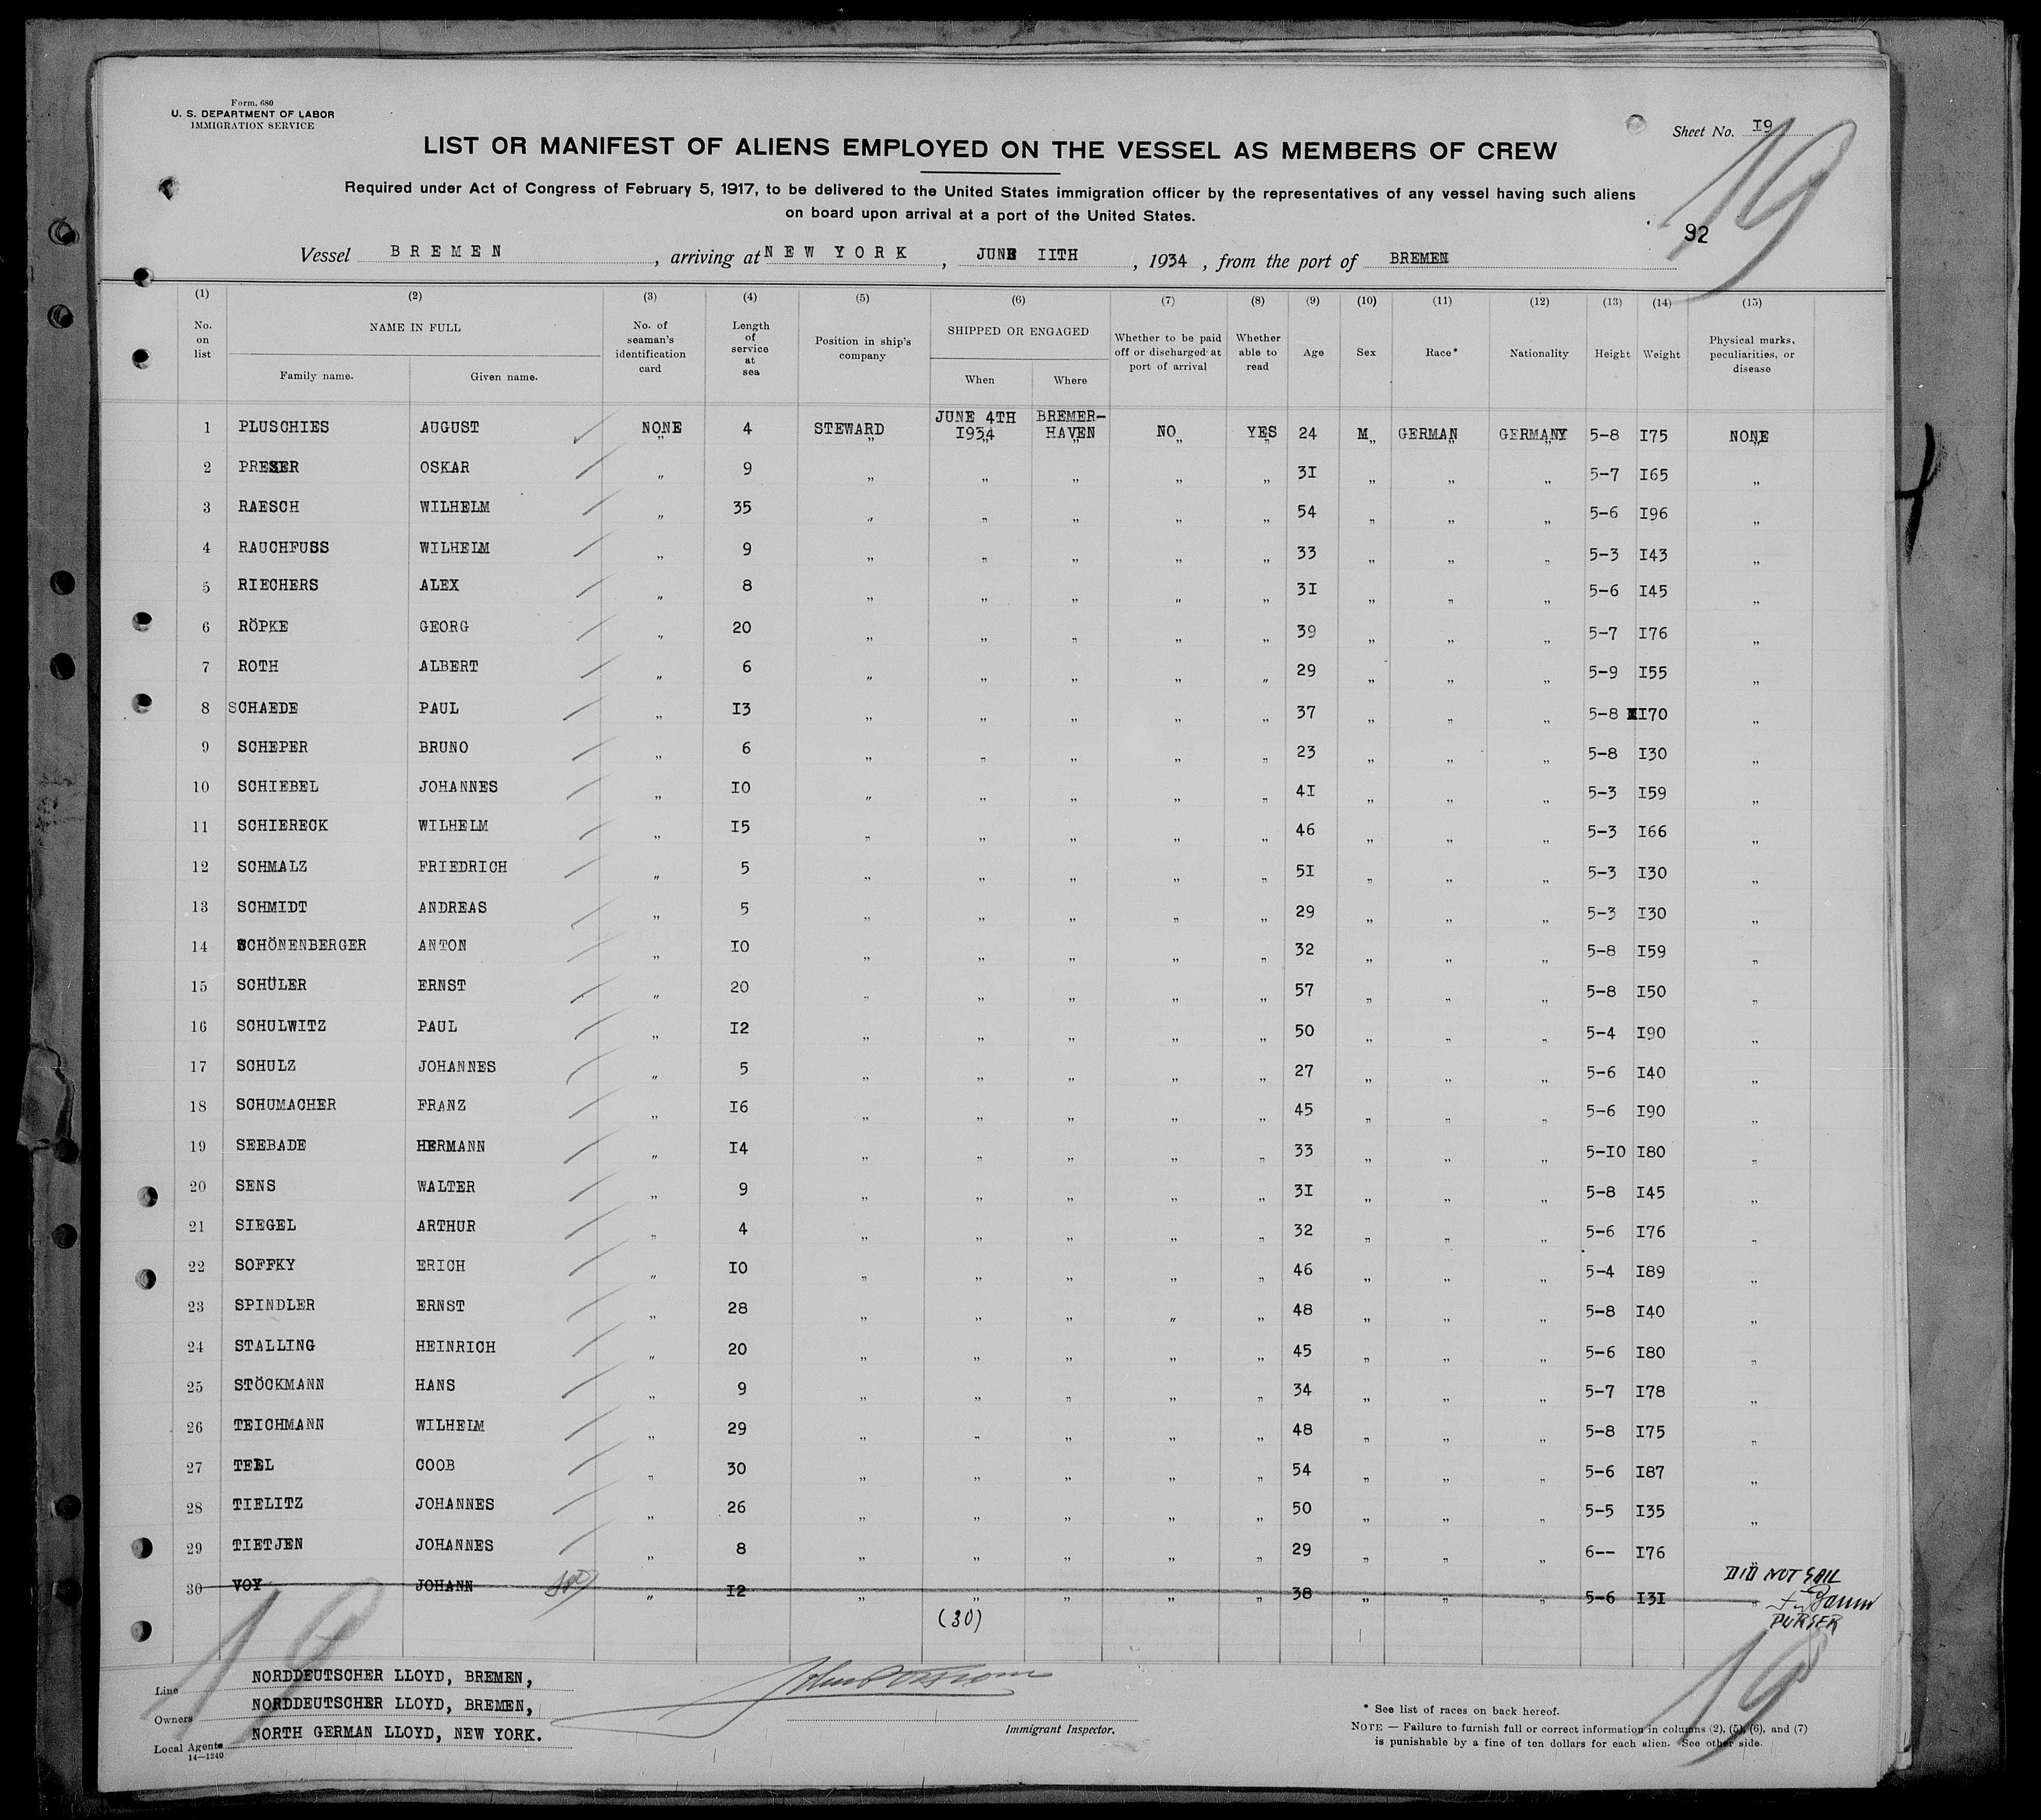 Form. 680
U. S. DEPARTMENT OF LABOR
IMMIGRATION SERVICE
Sheet No. I9
19
LIST OR MANIFEST OF ALIENS EMPLOYED ON THE VESSEL AS MEMBERS OF CREW
Required under Act of Congress of February 5, 1917, to be delivered to the United States immigration officer by the representatives of any vessel having such aliens
on board upon arrival at a port of the United States.
92
Vessel BREMEN , arriving at NEW YORK , JUNE IITH , 1934 , from the port of BREMEN
(1) (2) (3) (4) (5) (6) (7) (8) (9) (10) (11) (12) (13) (14) (15)
No. on list NAME IN FULL Family name. Given name. No. of seaman's identification card Length of service at sea Position in ship's company SHIPPED OR ENGAGED When Where Whether to be paid off or discharged at port of arrival Whether able to read Age Sex Race* Nationality Height Weight Physical marks, peculiarities, or disease
1 PLUSCHIES AUGUST NONE 4 STEWARD JUNE 4TH 1934 BREMER-HAVEN NO YES 24 M GERMAN GERMANY 5-8 I75 NONE
2 PRESER OSKAR " 9 " " " " " 3I " " " 5-7 I65 "
3 RAESCH WILHELM " 35 " " " " " 54 " " " 5-6 I96 "
4 RAUCHFUSS WILHELM " 9 " " " " " 33 " " " 5-3 I43 "
5 RIECHERS ALEX " 8 " " " " " 3I " " " 5-6 I45 "
6 RÖPKE GEORG " 20 " " " " " 39 " " " 5-7 I76 "
7 ROTH ALBERT " 6 " " " " " 29 " " " 5-9 I55 "
8 SCHAEDE PAUL " I3 " " " " " 37 " " " 5-8 I70 "
9 SCHEPER BRUNO " 6 " " " " " 23 " " " 5-8 I30 "
10 SCHIEBEL JOHANNES " I0 " " " " " 4I " " " 5-3 I59 "
11 SCHIERECK WILHELM " I5 " " " " " 46 " " " 5-3 I66 "
12 SCHMALZ FRIEDRICH " 5 " " " " " 5I " " " 5-3 I30 "
13 SCHMIDT ANDREAS " 5 " " " " " 29 " " " 5-3 I30 "
14 SCHÖNENBERGER ANTON " I0 " " " " " 32 " " " 5-8 I59 "
15 SCHÜLER ERNST " 20 " " " " " 57 " " " 5-8 I50 "
16 SCHULWITZ PAUL " I2 " " " " " 50 " " " 5-4 I90 "
17 SCHULZ JOHANNES " 5 " " " " " 27 " " " 5-6 I40 "
18 SCHUMACHER FRANZ " I6 " " " " " 45 " " " 5-6 I90 "
19 SEEBADE HERMANN " I4 " " " " " 33 " " " 5-I0 I80 "
20 SENS WALTER " 9 " " " " " 3I " " " 5-8 I45 "
21 SIEGEL ARTHUR " 4 " " " " " 32 " " " 5-6 I76 "
22 SOFFKY ERICH " I0 " " " " " 46 " " " 5-4 I89 "
23 SPINDLER ERNST " 28 " " " " " 48 " " " 5-8 I40 "
24 STALLING HEINRICH " 20 " " " " " 45 " " " 5-6 I80 "
25 STÖCKMANN HANS " 9 " " " " " 34 " " " 5-7 I78 "
26 TEICHMANN WILHELM " 29 " " " " " 48 " " " 5-8 I75 "
27 TELL COOB " 30 " " " " " 54 " " " 5-6 I87 "
28 TIELITZ JOHANNES " 26 " " " " " 50 " " " 5-5 I35 "
29 TIETJEN JOHANNES " 8 " " " " " 29 " " " 6-- I76 "
30 VOY JOHANN " I2 " " " " " 38 " " " 5-6 I3I "
DID NOT SAIL
PURSER
(30)
19
19
Line NORDDEUTSCHER LLOYD, BREMEN,
Owners NORDDEUTSCHER LLOYD, BREMEN,
Local Agents NORTH GERMAN LLOYD, NEW YORK.
14—1240
Immigrant Inspector.
* See list of races on back hereof.
NOTE — Failure to furnish full or correct information in columns (2), (5), (6), and (7)
is punishable by a fine of ten dollars for each alien. See other side.